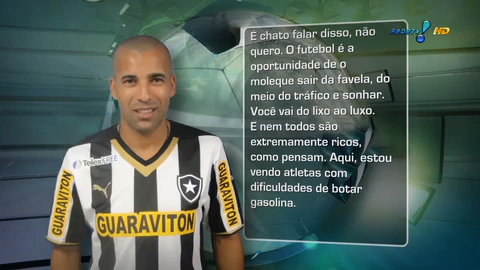 REDETV! HD
É chato falar disso, não
quero. O futebol é a
oportunidade de o
moleque sair da favela, do
meio do tráfico e sonhar.
Você vai do lixo ao luxo.
E nem todos são
extremamente ricos,
como pensam. Aqui, estou
vendo atletas com
dificuldades de botar
gasolina.
TelexFREE
GUARAVITON
GUARAVITON
GUARAVITON